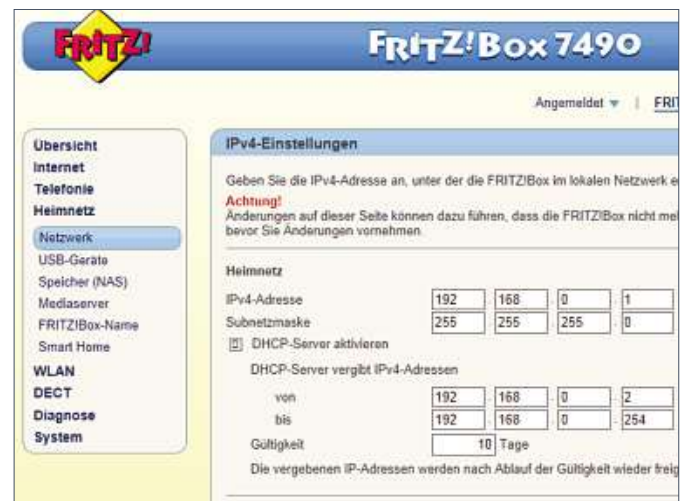 FRITZ!
FRITZ!Box 7490
Angemeldet
Übersicht
Internet
Telefonie
Heimnetz
Netzwerk
USB-Geräte
Speicher (NAS)
Mediaserver
FRITZ!Box-Name
Smart Home
WLAN
DECT
Diagnose
System
IPv4-Einstellungen
Geben Sie die IPv4-Adresse an, unter der die FRITZ!Box im lokalen Netzwerk
Achtung!
Änderungen auf dieser Seite können dazu führen, dass die FRITZ!Box nicht
bevor Sie Änderungen vornehmen.
Heimnetz
IPv4-Adresse 192 . 168 . 0 . 1
Subnetzmaske 255 . 255 . 255 . 0
DHCP-Server aktivieren
DHCP-Server vergibt IPv4-Adressen
von 192 . 168 . 0 . 2
bis 192 . 168 . 0 . 254
Gültigkeit 10 Tage
Die vergebenen IP-Adressen werden nach Ablauf der Gültigkeit wieder